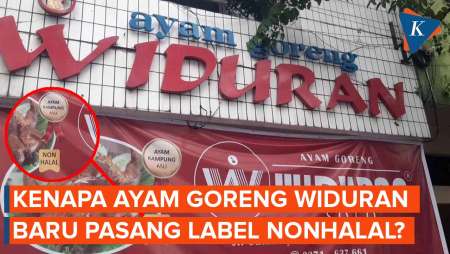 ayam goreng
WIDURAN
K
AYAM
KAMPUNG
ASLI
NON
HALAL
AYAM
KAMPUNG
ASLI
AYAM GORENG
W WIDURAN
KENAPA AYAM GORENG WIDURAN
BARU PASANG LABEL NONHALAL?